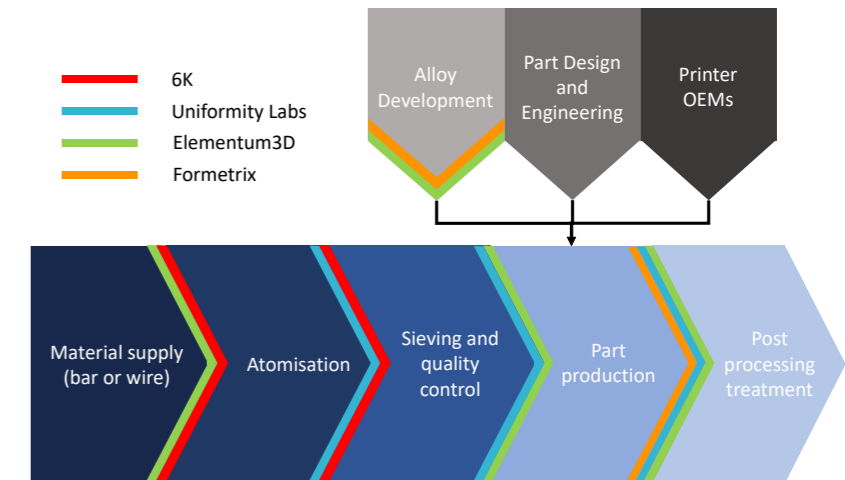 6K
Uniformity Labs
Elementum3D
Formetrix
Alloy
Development
Part Design
and
Engineering
Printer
OEMs
Material supply
(bar or wire)
Atomisation
Sieving and
quality
control
Part
production
Post
processing
treatment